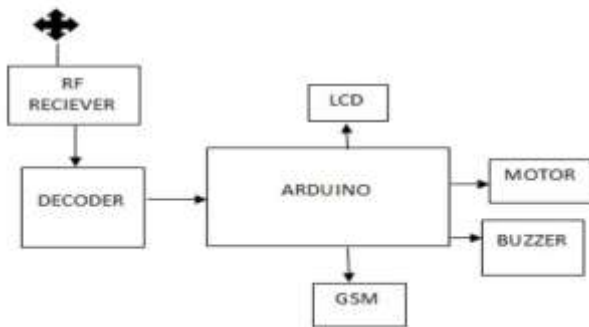 RF
RECIEVER
LCD
DECODER
ARDUINO
MOTOR
BUZZER
GSM